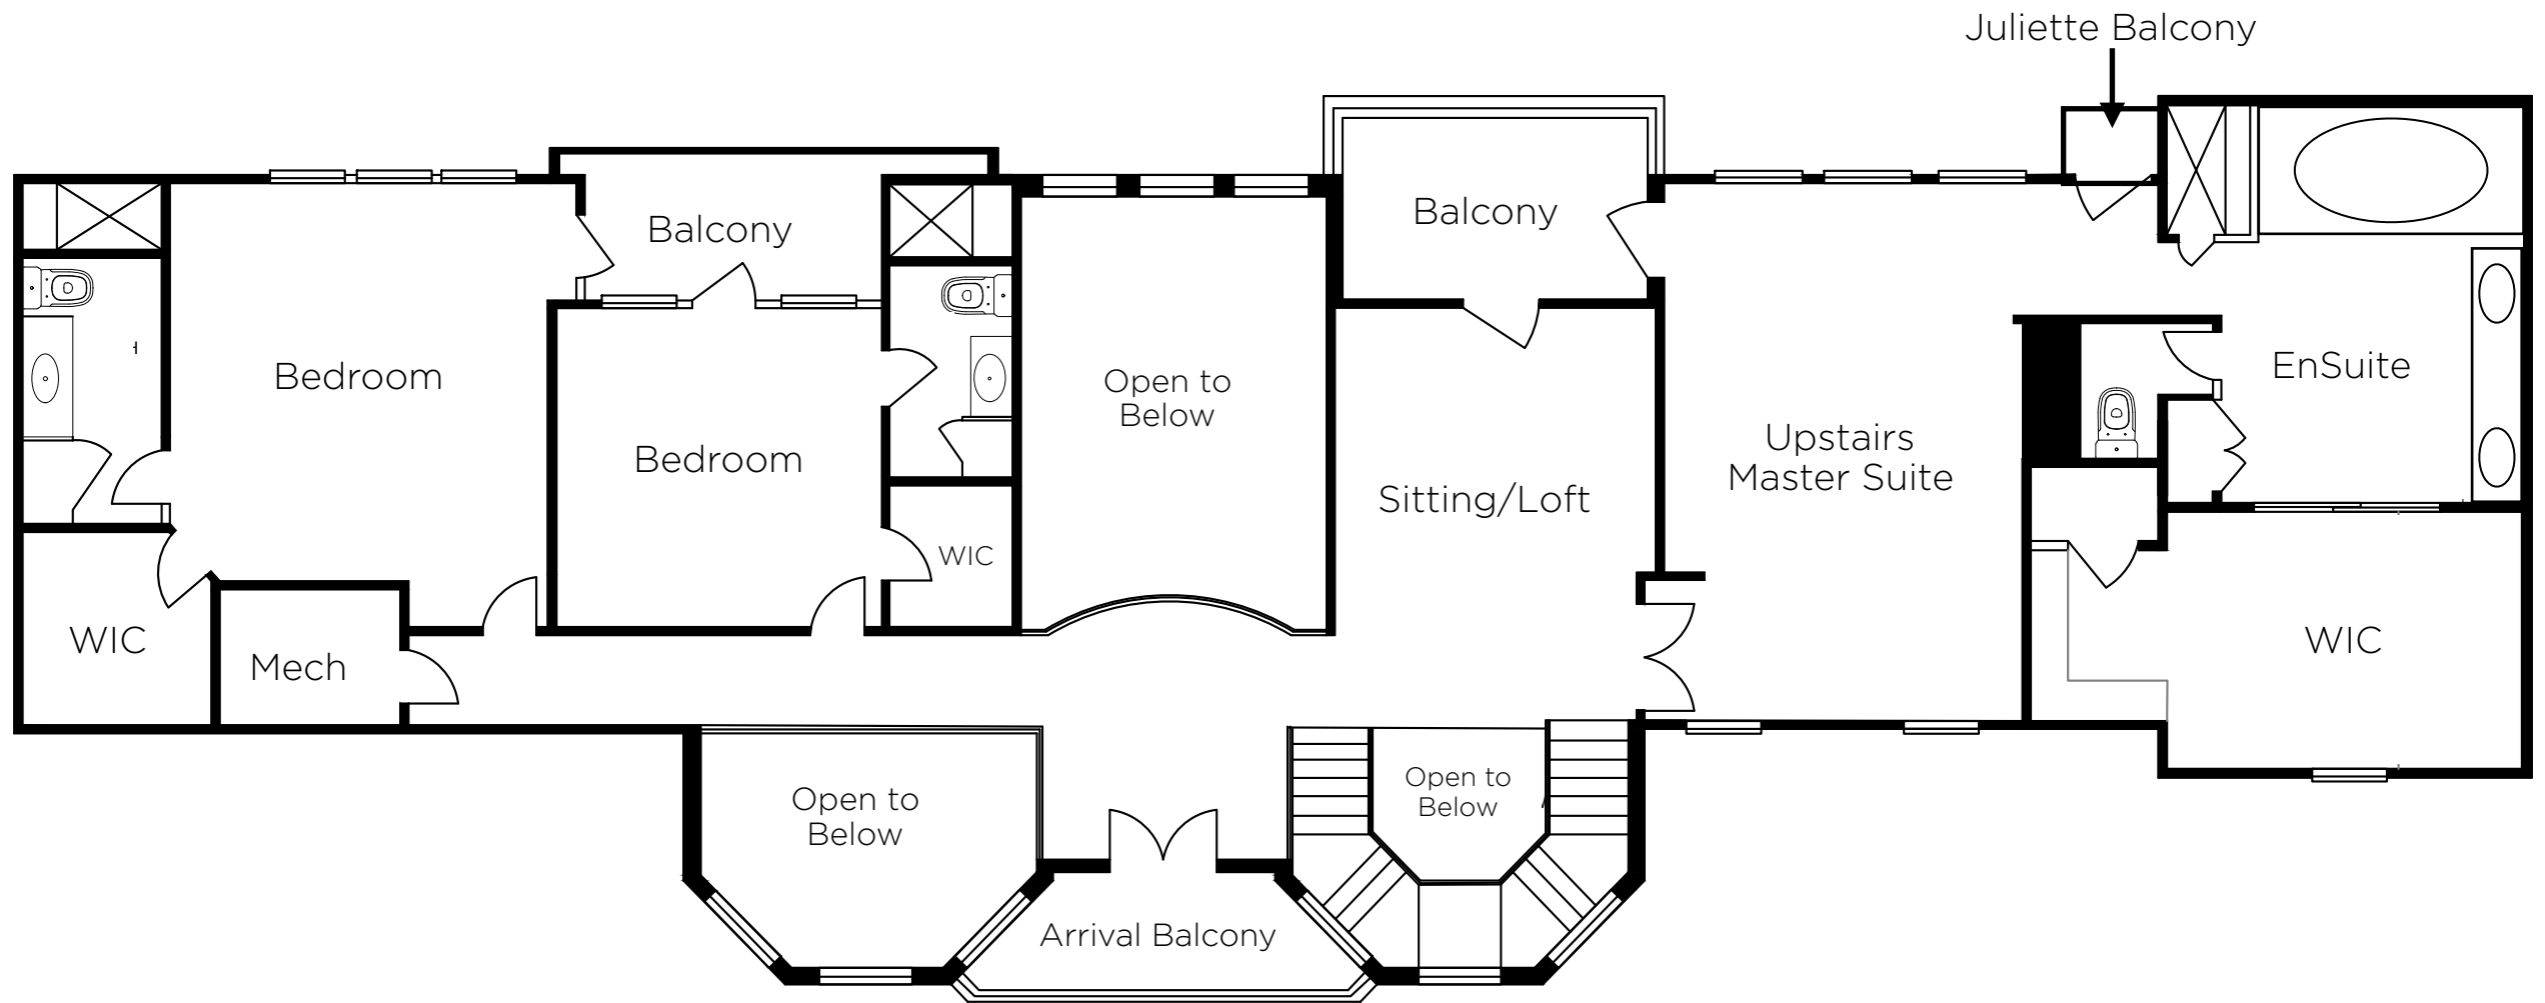 Juliette Balcony
Balcony
Balcony
Bedroom
Bedroom
Open to
Below
Sitting/Loft
Upstairs
Master Suite
EnSuite
WIC
WIC
Mech
WIC
Open to
Below
Open to
Below
Arrival Balcony